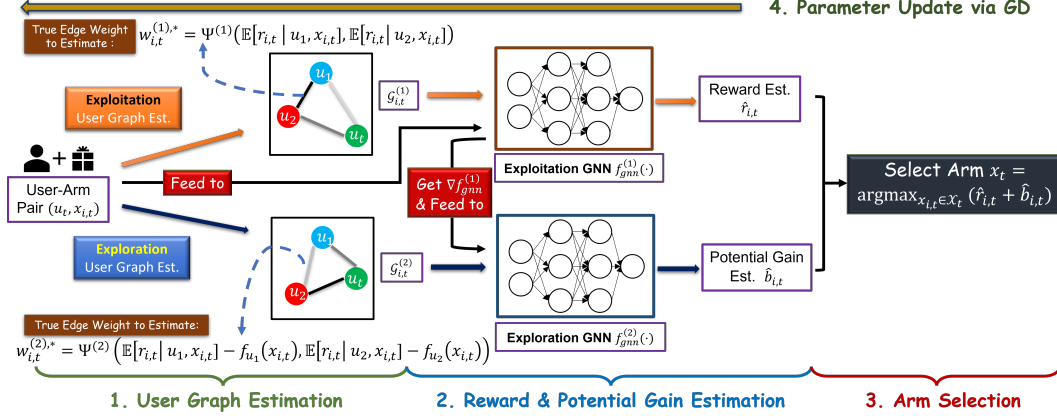 4. Parameter Update via GD
True Edge Weight
to Estimate :
w_{i,t}^{(1),*} = Ψ^{(1)}(𝔼[r_{i,t} | u_1, x_{i,t}], 𝔼[r_{i,t} | u_2, x_{i,t}])
u_1
u_2
u_t
𝒢_{i,t}^{(1)}
Exploitation
User Graph Est.
Reward Est.
r̂_{i,t}
Exploitation GNN f_{gnn}^{(1)}(·)
User-Arm
Pair (u_t, x_{i,t})
Feed to
Get ∇f_{gnn}^{(1)}
& Feed to
Select Arm x_t =
argmax_{x_{i,t}∈𝒳_t} (r̂_{i,t} + b̂_{i,t})
Exploration
User Graph Est.
u_1
u_2
u_t
𝒢_{i,t}^{(2)}
Potential Gain
Est. b̂_{i,t}
Exploration GNN f_{gnn}^{(2)}(·)
True Edge Weight to Estimate:
w_{i,t}^{(2),*} = Ψ^{(2)}(𝔼[r_{i,t} | u_1, x_{i,t}] − f_{u_1}(x_{i,t}), 𝔼[r_{i,t} | u_2, x_{i,t}] − f_{u_2}(x_{i,t}))
1. User Graph Estimation
2. Reward & Potential Gain Estimation
3. Arm Selection